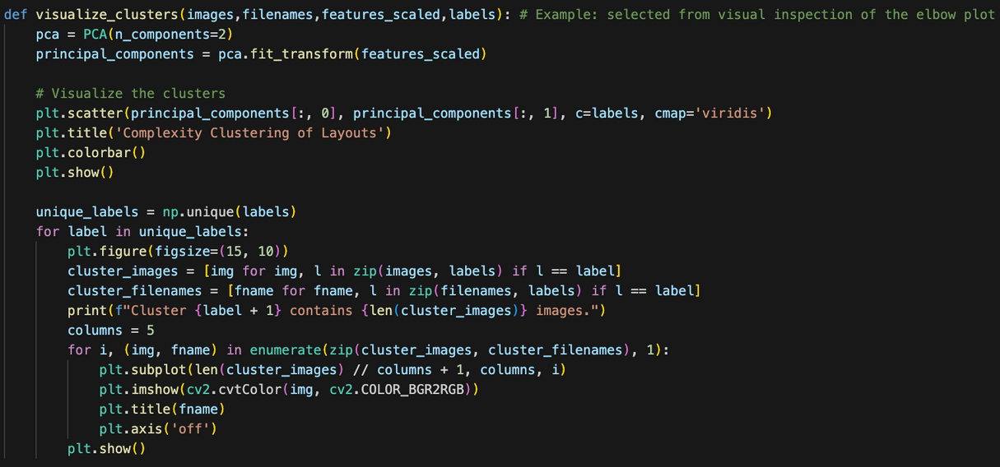 def visualize_clusters(images,filenames,features_scaled,labels): # Example: selected from visual inspection of the elbow plot
    pca = PCA(n_components=2)
    principal_components = pca.fit_transform(features_scaled)

    # Visualize the clusters
    plt.scatter(principal_components[:, 0], principal_components[:, 1], c=labels, cmap='viridis')
    plt.title('Complexity Clustering of Layouts')
    plt.colorbar()
    plt.show()

    unique_labels = np.unique(labels)
    for label in unique_labels:
        plt.figure(figsize=(15, 10))
        cluster_images = [img for img, l in zip(images, labels) if l == label]
        cluster_filenames = [fname for fname, l in zip(filenames, labels) if l == label]
        print(f"Cluster {label + 1} contains {len(cluster_images)} images.")
        columns = 5
        for i, (img, fname) in enumerate(zip(cluster_images, cluster_filenames), 1):
            plt.subplot(len(cluster_images) // columns + 1, columns, i)
            plt.imshow(cv2.cvtColor(img, cv2.COLOR_BGR2RGB))
            plt.title(fname)
            plt.axis('off')
        plt.show()